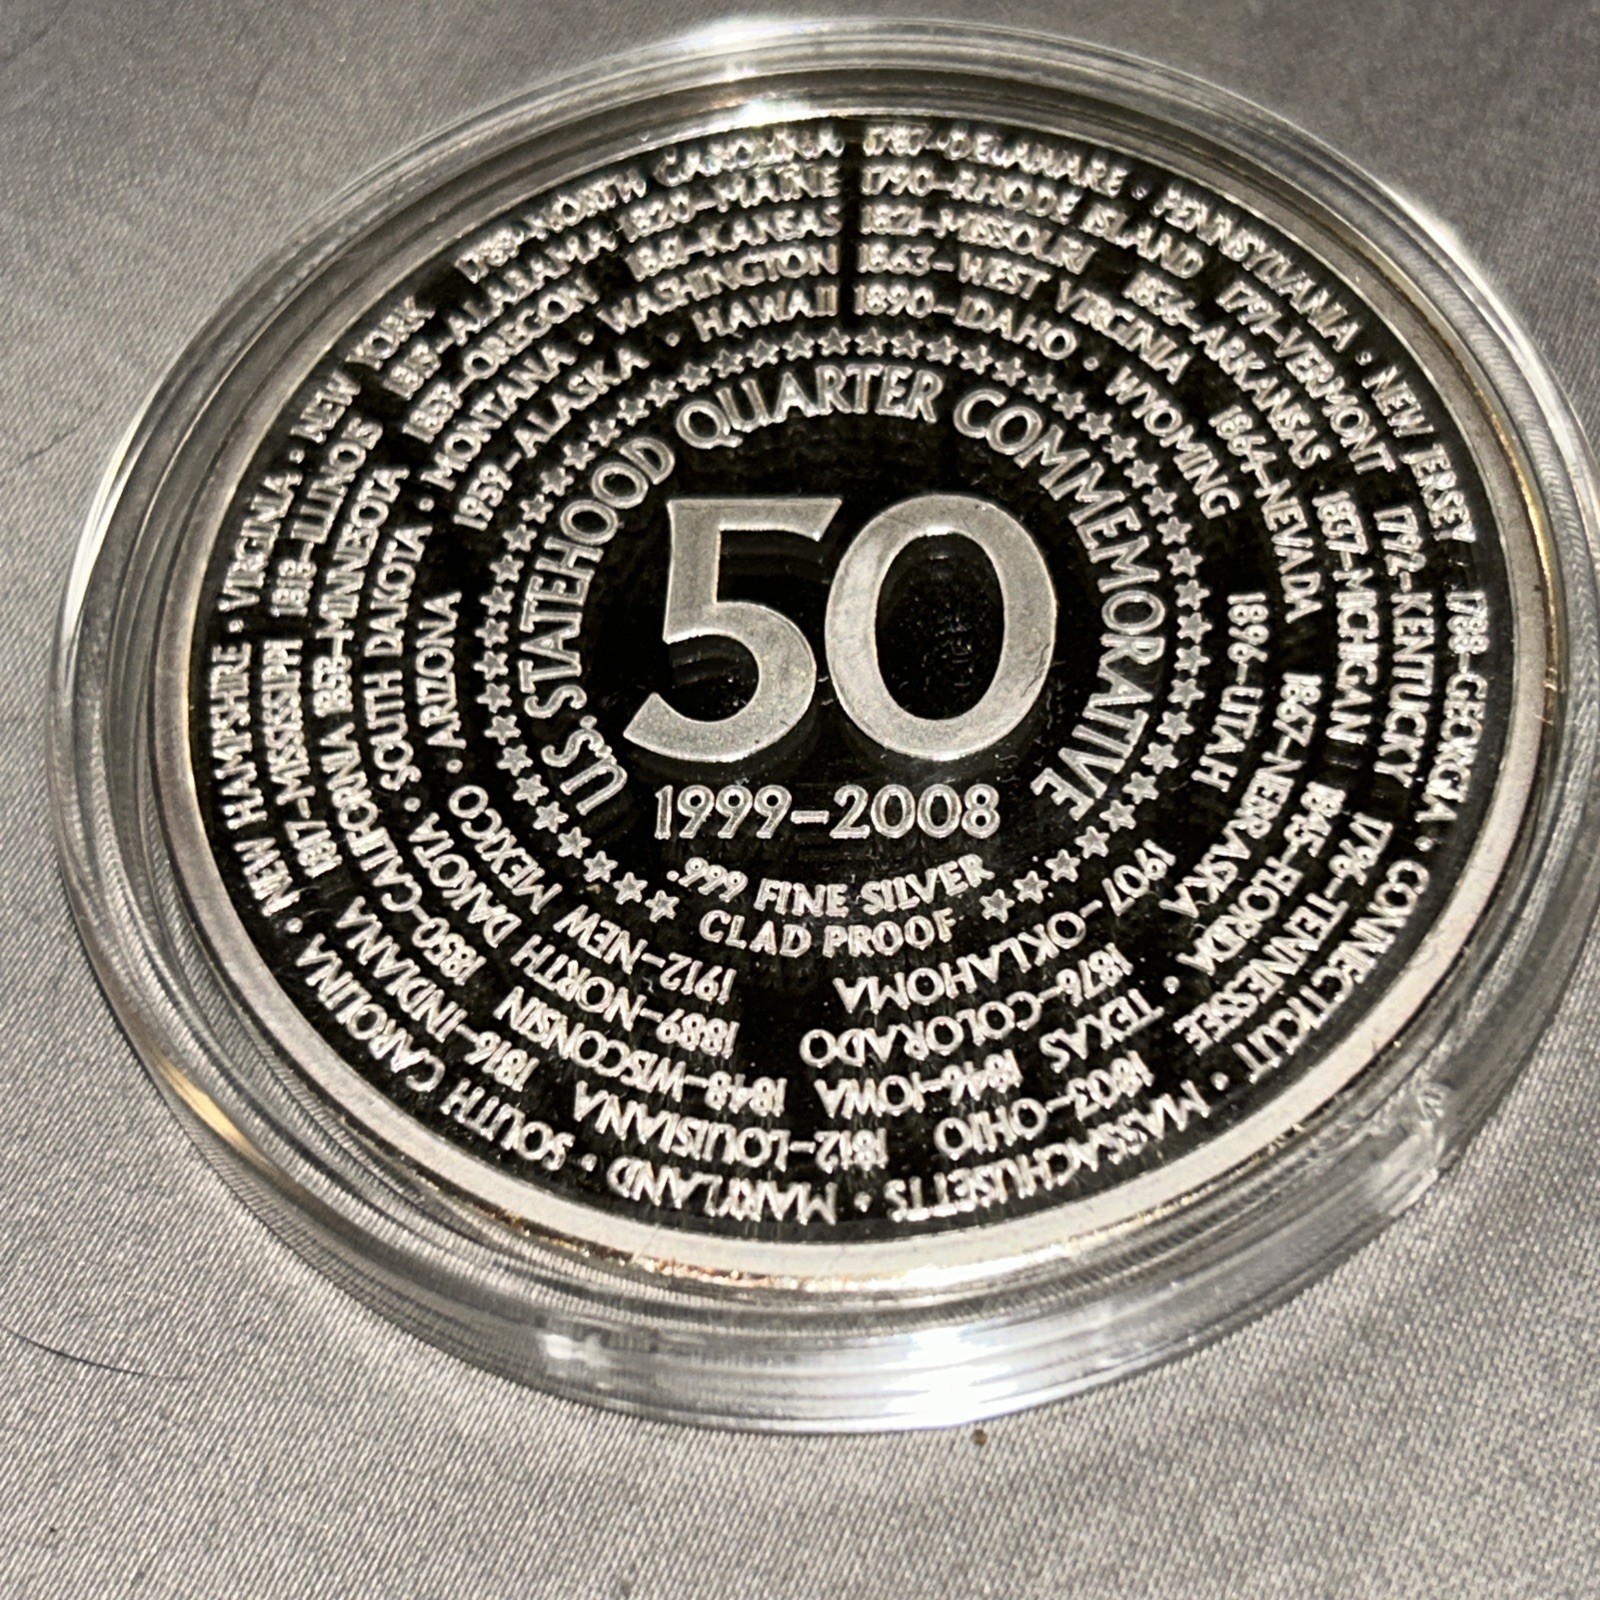 1787–DELAWARE • PENNSYLVANIA • NEW JERSEY 1788–GEORGIA • CONNECTICUT • MASSACHUSETTS • MARYLAND • SOUTH CAROLINA • NEW HAMPSHIRE • VIRGINIA • NEW YORK 1789–NORTH CAROLINA
1790–RHODE ISLAND 1791–VERMONT 1792–KENTUCKY 1796–TENNESSEE 1803–OHIO 1812–LOUISIANA 1816–INDIANA 1817–MISSISSIPPI 1818–ILLINOIS 1819–ALABAMA 1820–MAINE
1821–MISSOURI 1836–ARKANSAS 1837–MICHIGAN 1845–FLORIDA • TEXAS 1846–IOWA 1848–WISCONSIN 1850–CALIFORNIA 1858–MINNESOTA 1859–OREGON 1861–KANSAS
1863–WEST VIRGINIA 1864–NEVADA 1867–NEBRASKA 1876–COLORADO 1889–NORTH DAKOTA • SOUTH DAKOTA • MONTANA • WASHINGTON
1890–IDAHO • WYOMING 1896–UTAH 1907–OKLAHOMA 1912–NEW MEXICO • ARIZONA 1959–ALASKA • HAWAII
U.S. STATEHOOD QUARTER COMMEMORATIVE
50
1999–2008
.999 FINE SILVER
CLAD PROOF